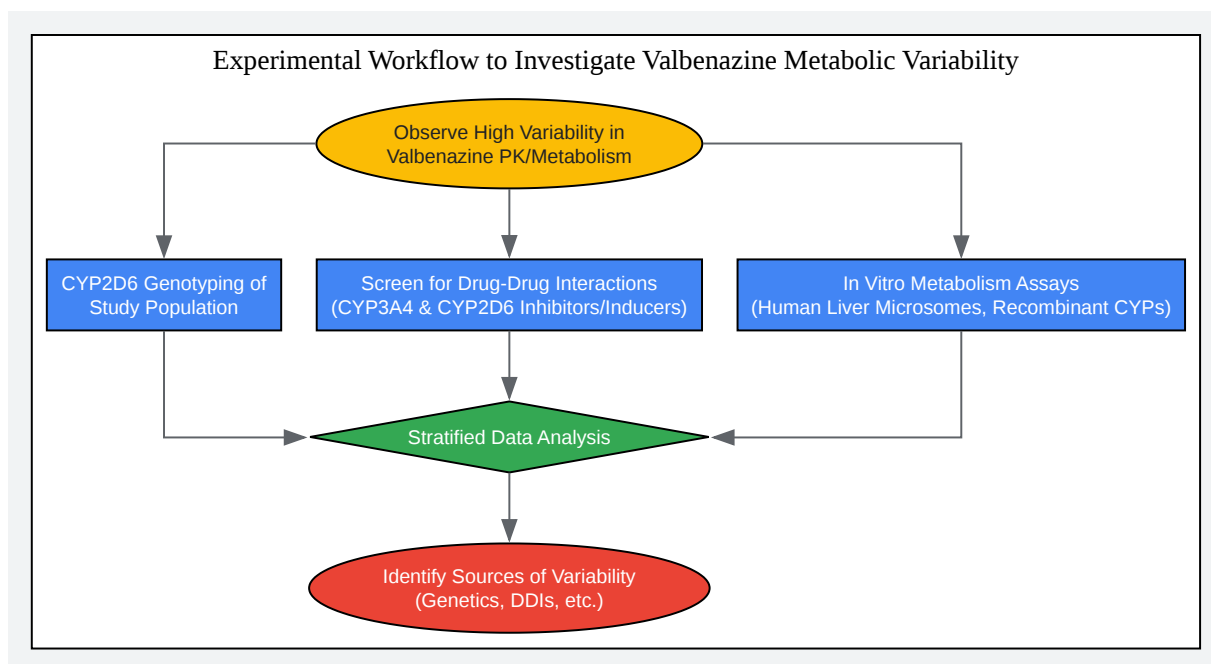 Experimental Workflow to Investigate Valbenazine Metabolic Variability
Observe High Variability in
Valbenazine PK/Metabolism
CYP2D6 Genotyping of
Study Population
Screen for Drug-Drug Interactions
(CYP3A4 & CYP2D6 Inhibitors/Inducers)
In Vitro Metabolism Assays
(Human Liver Microsomes, Recombinant CYPs)
Stratified Data Analysis
Identify Sources of Variability
(Genetics, DDIs, etc.)